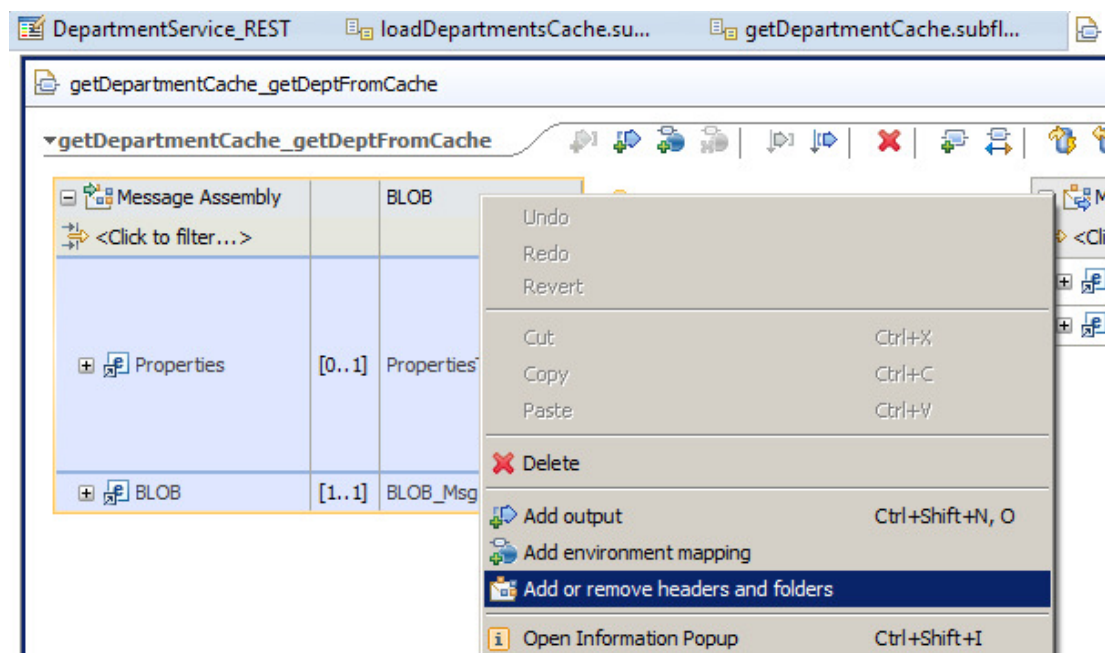 DepartmentService_REST loadDepartmentsCache.su... getDepartmentCache.subfl...
getDepartmentCache_getDeptFromCache
getDepartmentCache_getDeptFromCache
Message Assembly BLOB
<Click to filter...> <Cli
Undo
Redo
Revert
Cut Ctrl+X
Copy Ctrl+C
Properties [0..1] Properties
Paste Ctrl+V
Delete
BLOB [1..1] BLOB_Msg
Add output Ctrl+Shift+N, O
Add environment mapping
Add or remove headers and folders
Open Information Popup Ctrl+Shift+I